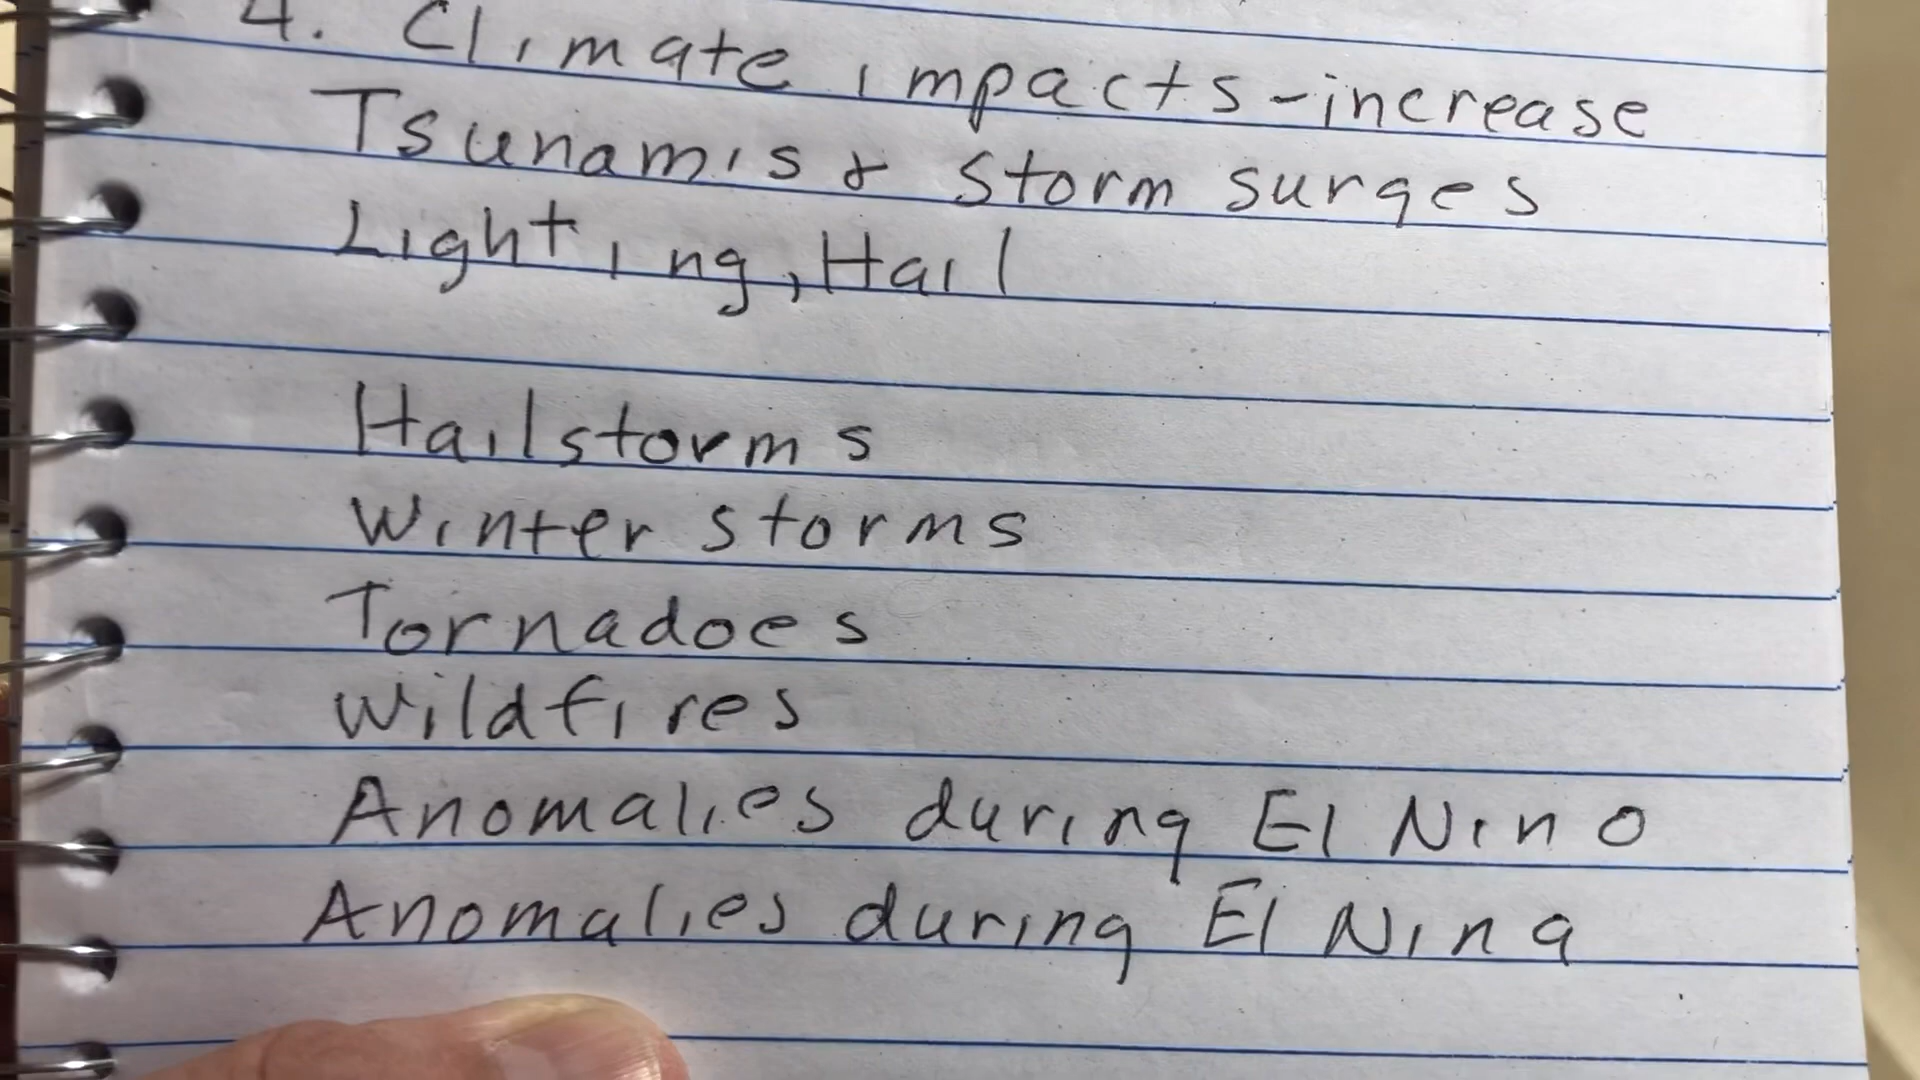 4. Climate impacts-increase
Tsunamis & storm surges
Lighting, Hail
Hailstorms
Winter storms
Tornadoes
Wildfires
Anomalies during El Nino
Anomalies during El Nina